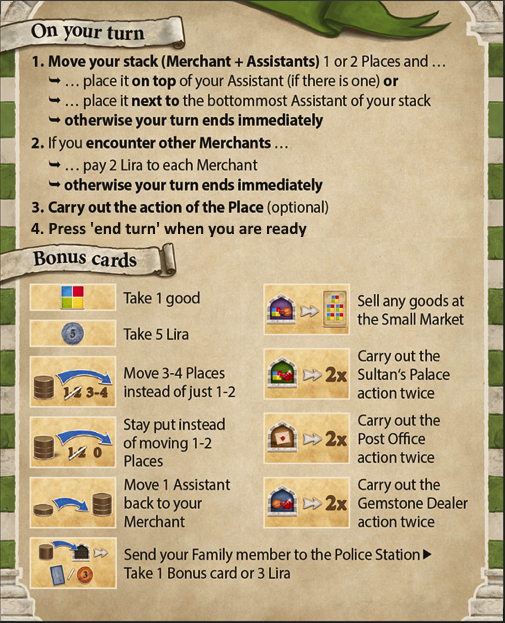 On your turn
1. Move your stack (Merchant + Assistants) 1 or 2 Places and …
➥ … place it on top of your Assistant (if there is one) or
➥ … place it next to the bottommost Assistant of your stack
➥ otherwise your turn ends immediately
2. If you encounter other Merchants …
➥ … pay 2 Lira to each Merchant
➥ otherwise your turn ends immediately
3. Carry out the action of the Place (optional)
4. Press 'end turn' when you are ready
Bonus cards
Take 1 good
5
Take 5 Lira
1-2 3-4
Move 3-4 Places
instead of just 1-2
1-2 0
Stay put instead
of moving 1-2
Places
Move 1 Assistant
back to your
Merchant
Sell any goods at
the Small Market
2x
Carry out the
Sultan's Palace
action twice
2x
Carry out the
Post Office
action twice
2x
Carry out the
Gemstone Dealer
action twice
/ 3
Send your Family member to the Police Station ▶
Take 1 Bonus card or 3 Lira